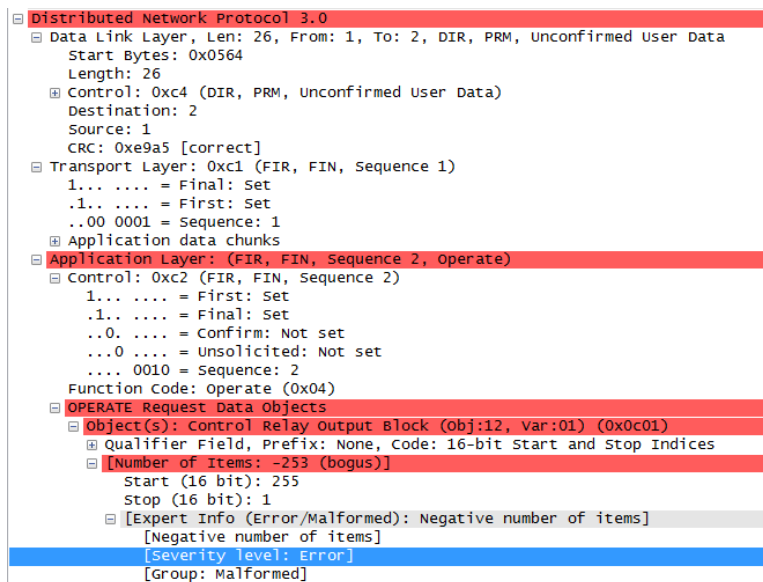 Distributed Network Protocol 3.0
Data Link Layer, Len: 26, From: 1, To: 2, DIR, PRM, Unconfirmed User Data
Start Bytes: 0x0564
Length: 26
Control: 0xc4 (DIR, PRM, Unconfirmed User Data)
Destination: 2
Source: 1
CRC: 0xe9a5 [correct]
Transport Layer: 0xc1 (FIR, FIN, Sequence 1)
1... .... = Final: Set
.1.. .... = First: Set
..00 0001 = Sequence: 1
Application data chunks
Application Layer: (FIR, FIN, Sequence 2, Operate)
Control: 0xc2 (FIR, FIN, Sequence 2)
1... .... = First: Set
.1.. .... = Final: Set
..0. .... = Confirm: Not set
...0 .... = Unsolicited: Not set
.... 0010 = Sequence: 2
Function Code: Operate (0x04)
OPERATE Request Data Objects
Object(s): Control Relay Output Block (Obj:12, Var:01) (0x0c01)
Qualifier Field, Prefix: None, Code: 16-bit Start and Stop Indices
[Number of Items: -253 (bogus)]
Start (16 bit): 255
Stop (16 bit): 1
[Expert Info (Error/Malformed): Negative number of items]
[Negative number of items]
[Severity level: Error]
[Group: Malformed]